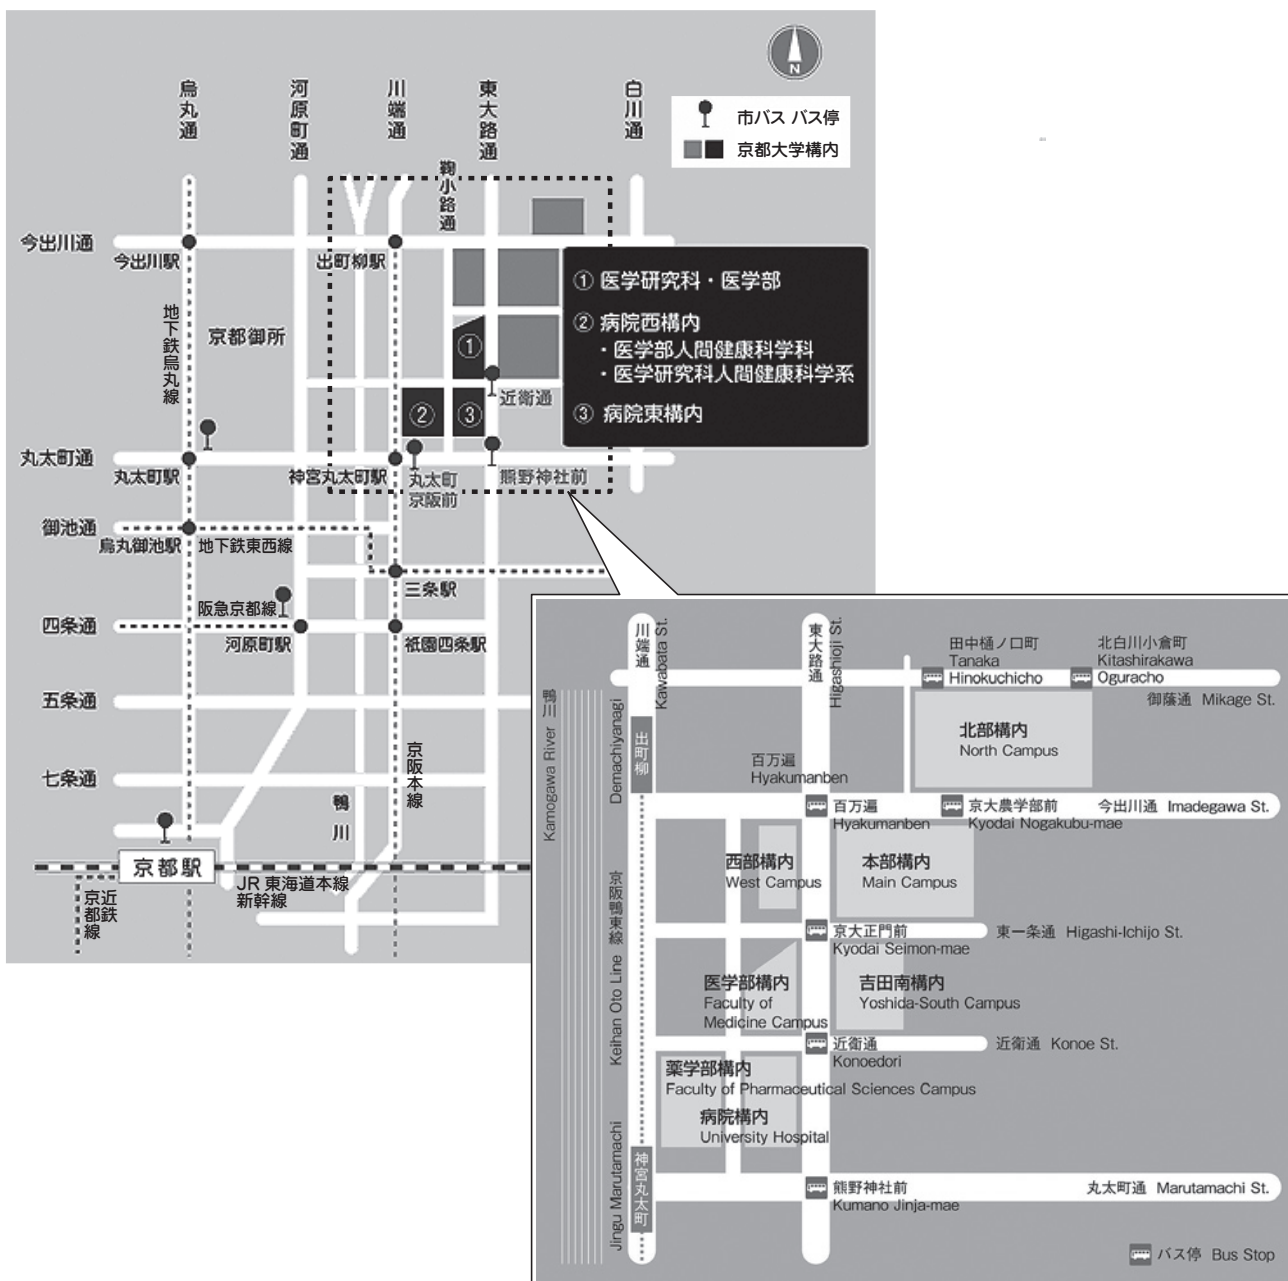 N
烏丸通
河原町通
川端通
東大路通
白川通
鞠小路通
市バス バス停
京都大学構内
今出川通
今出川駅
出町柳駅
① 医学研究科・医学部
② 病院西構内
・医学部人間健康科学科
・医学研究科人間健康科学系
③ 病院東構内
地下鉄烏丸線
京都御所
①
近衛通
②
③
丸太町通
丸太町駅
神宮丸太町駅
丸太町
京阪前
熊野神社前
御池通
烏丸御池駅
地下鉄東西線
三条駅
阪急京都線
四条通
河原町駅
祇園四条駅
五条通
京阪本線
七条通
鴨川
京都駅
JR 東海道本線
新幹線
近鉄
京都線
川端通
Kawabata St.
東大路通
Higashioji St.
田中樋ノ口町
Tanaka
Hinokuchicho
北白川小倉町
Kitashirakawa
Oguracho
御蔭通 Mikage St.
鴨川
Kamogawa River
Demachiyanagi
出町柳
北部構内
North Campus
百万遍
Hyakumanben
百万遍
Hyakumanben
京大農学部前
Kyodai Nogakubu-mae
今出川通 Imadegawa St.
西部構内
West Campus
本部構内
Main Campus
京阪鴨東線
Keihan Oto Line
京大正門前
Kyodai Seimon-mae
東一条通 Higashi-Ichijo St.
医学部構内
Faculty of
Medicine Campus
吉田南構内
Yoshida-South Campus
近衛通
Konoedori
近衛通 Konoe St.
薬学部構内
Faculty of Pharmaceutical Sciences Campus
病院構内
University Hospital
Jingu Marutamachi
神宮丸太町
熊野神社前
Kumano Jinja-mae
丸太町通 Marutamachi St.
バス停 Bus Stop